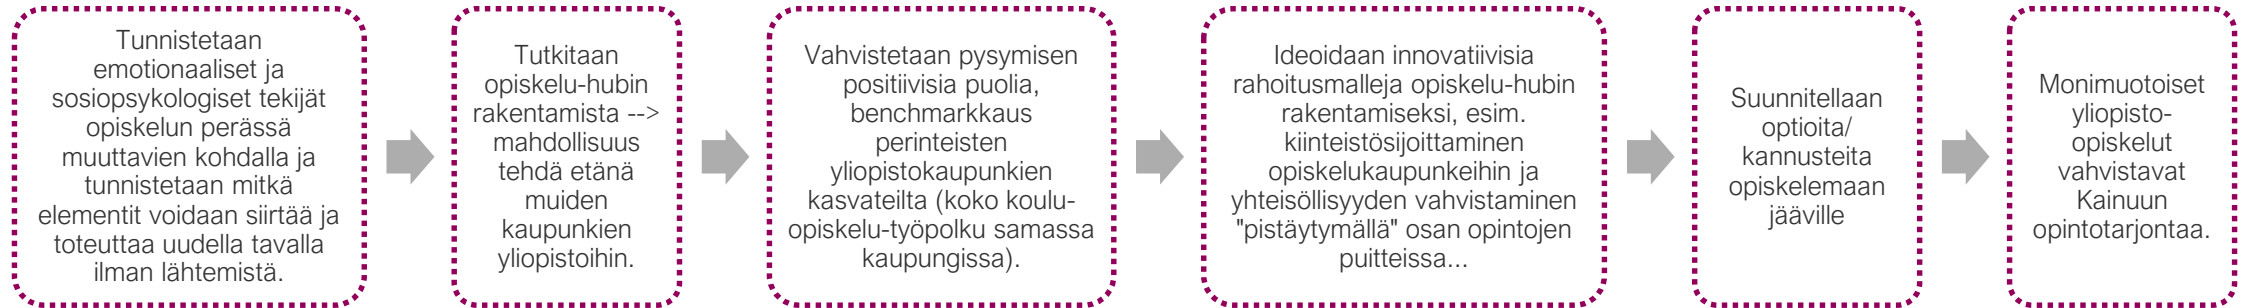 Tunnistetaan
emotionaaliset ja
sosiopsykologiset tekijät
opiskelun perässä
muuttavien kohdalla ja
tunnistetaan mitkä
elementit voidaan siirtää ja
toteuttaa uudella tavalla
ilman lähtemistä.
Tutkitaan
opiskelu-hubin
rakentamista -->
mahdollisuus
tehdä etänä
muiden
kaupunkien
yliopistoihin.
Vahvistetaan pysymisen
positiivisia puolia,
benchmarkkaus
perinteisten
yliopistokaupunkien
kasvateilta (koko koulu-
opiskelu-työpolku samassa
kaupungissa).
Ideoidaan innovatiivisia
rahoitusmalleja opiskelu-hubin
rakentamiseksi, esim.
kiinteistösijoittaminen
opiskelukaupunkeihin ja
yhteisöllisyyden vahvistaminen
"pistäytymällä" osan opintojen
puitteissa...
Suunnitellaan
optioita/
kannusteita
opiskelemaan
jääville
Monimuotoiset
yliopisto-
opiskelut
vahvistavat
Kainuun
opintotarjontaa.